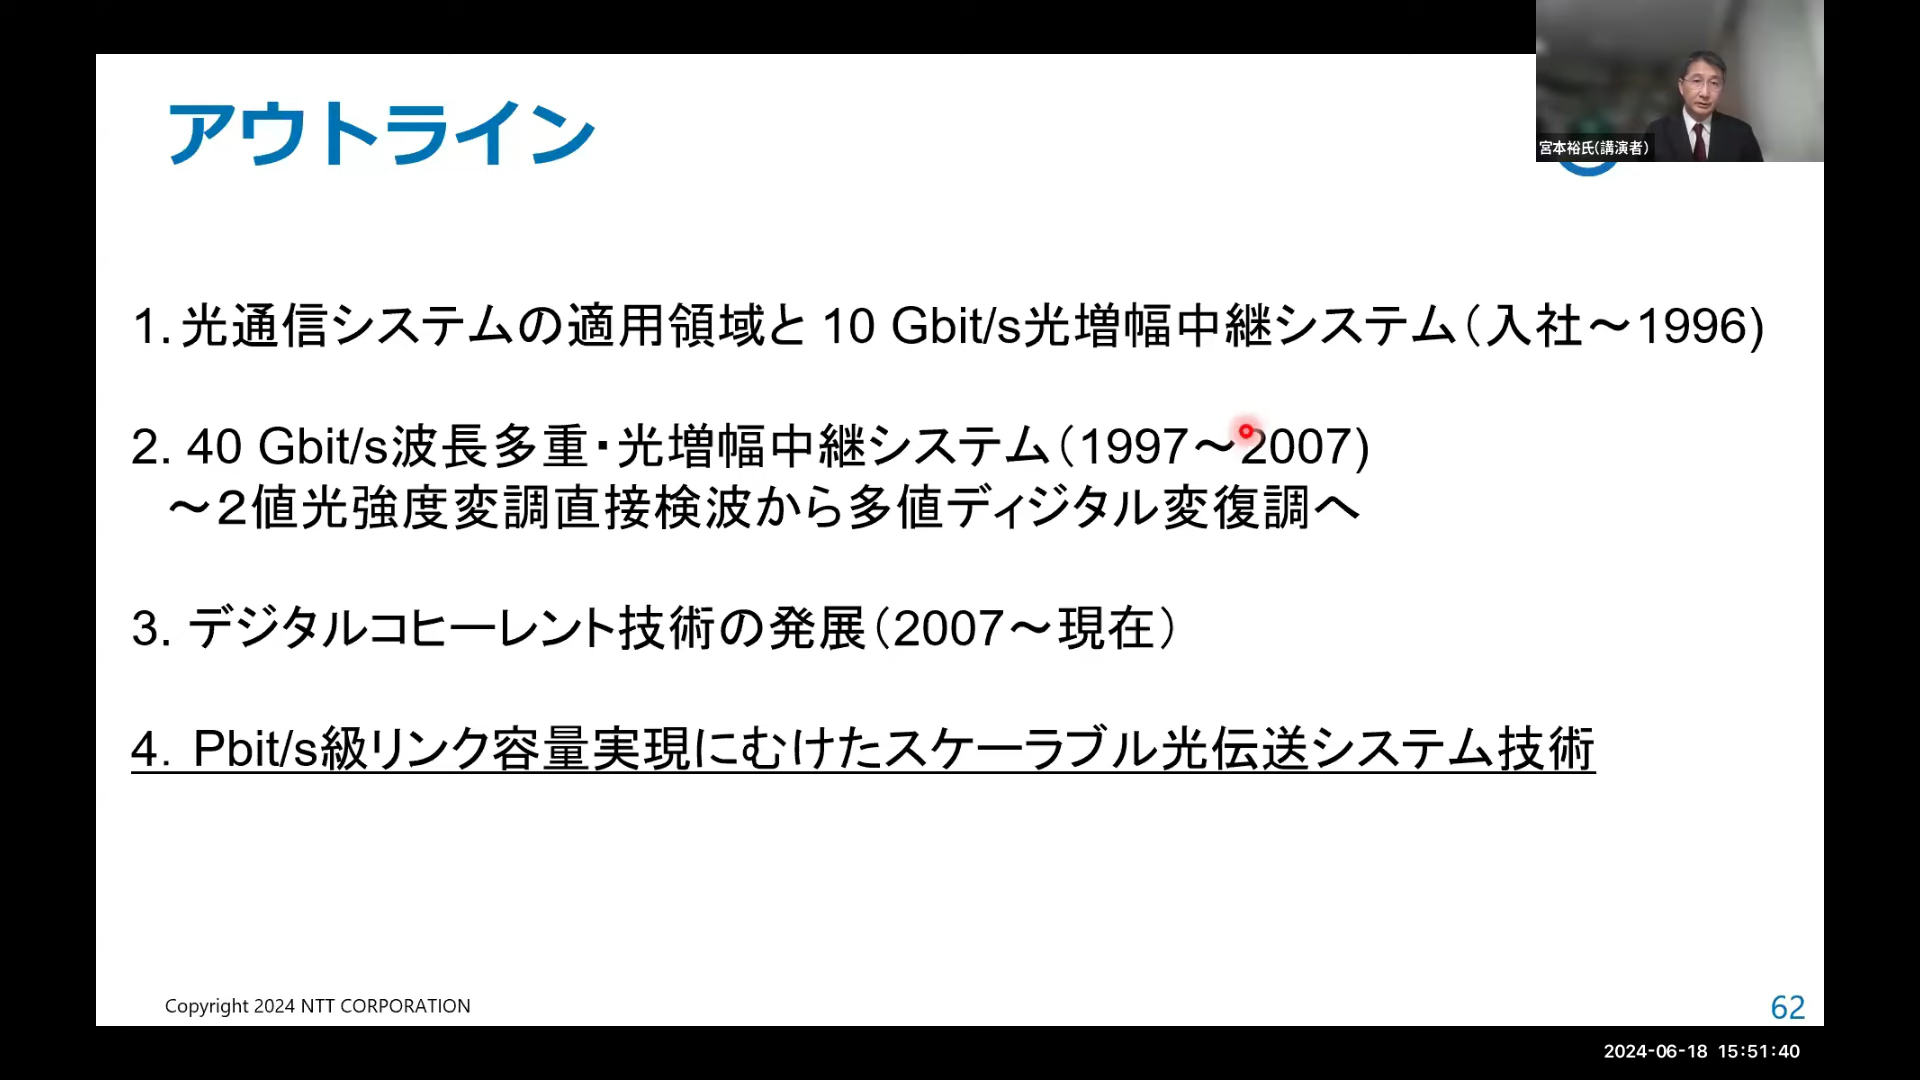 アウトライン
宮本裕氏(講演者)
1. 光通信システムの適用領域と 10 Gbit/s光増幅中継システム（入社～1996)
2. 40 Gbit/s波長多重・光増幅中継システム（1997～2007)
～２値光強度変調直接検波から多値ディジタル変復調へ
3. デジタルコヒーレント技術の発展（2007～現在）
4. Pbit/s級リンク容量実現にむけたスケーラブル光伝送システム技術
Copyright 2024 NTT CORPORATION
62
2024-06-18 15:51:40